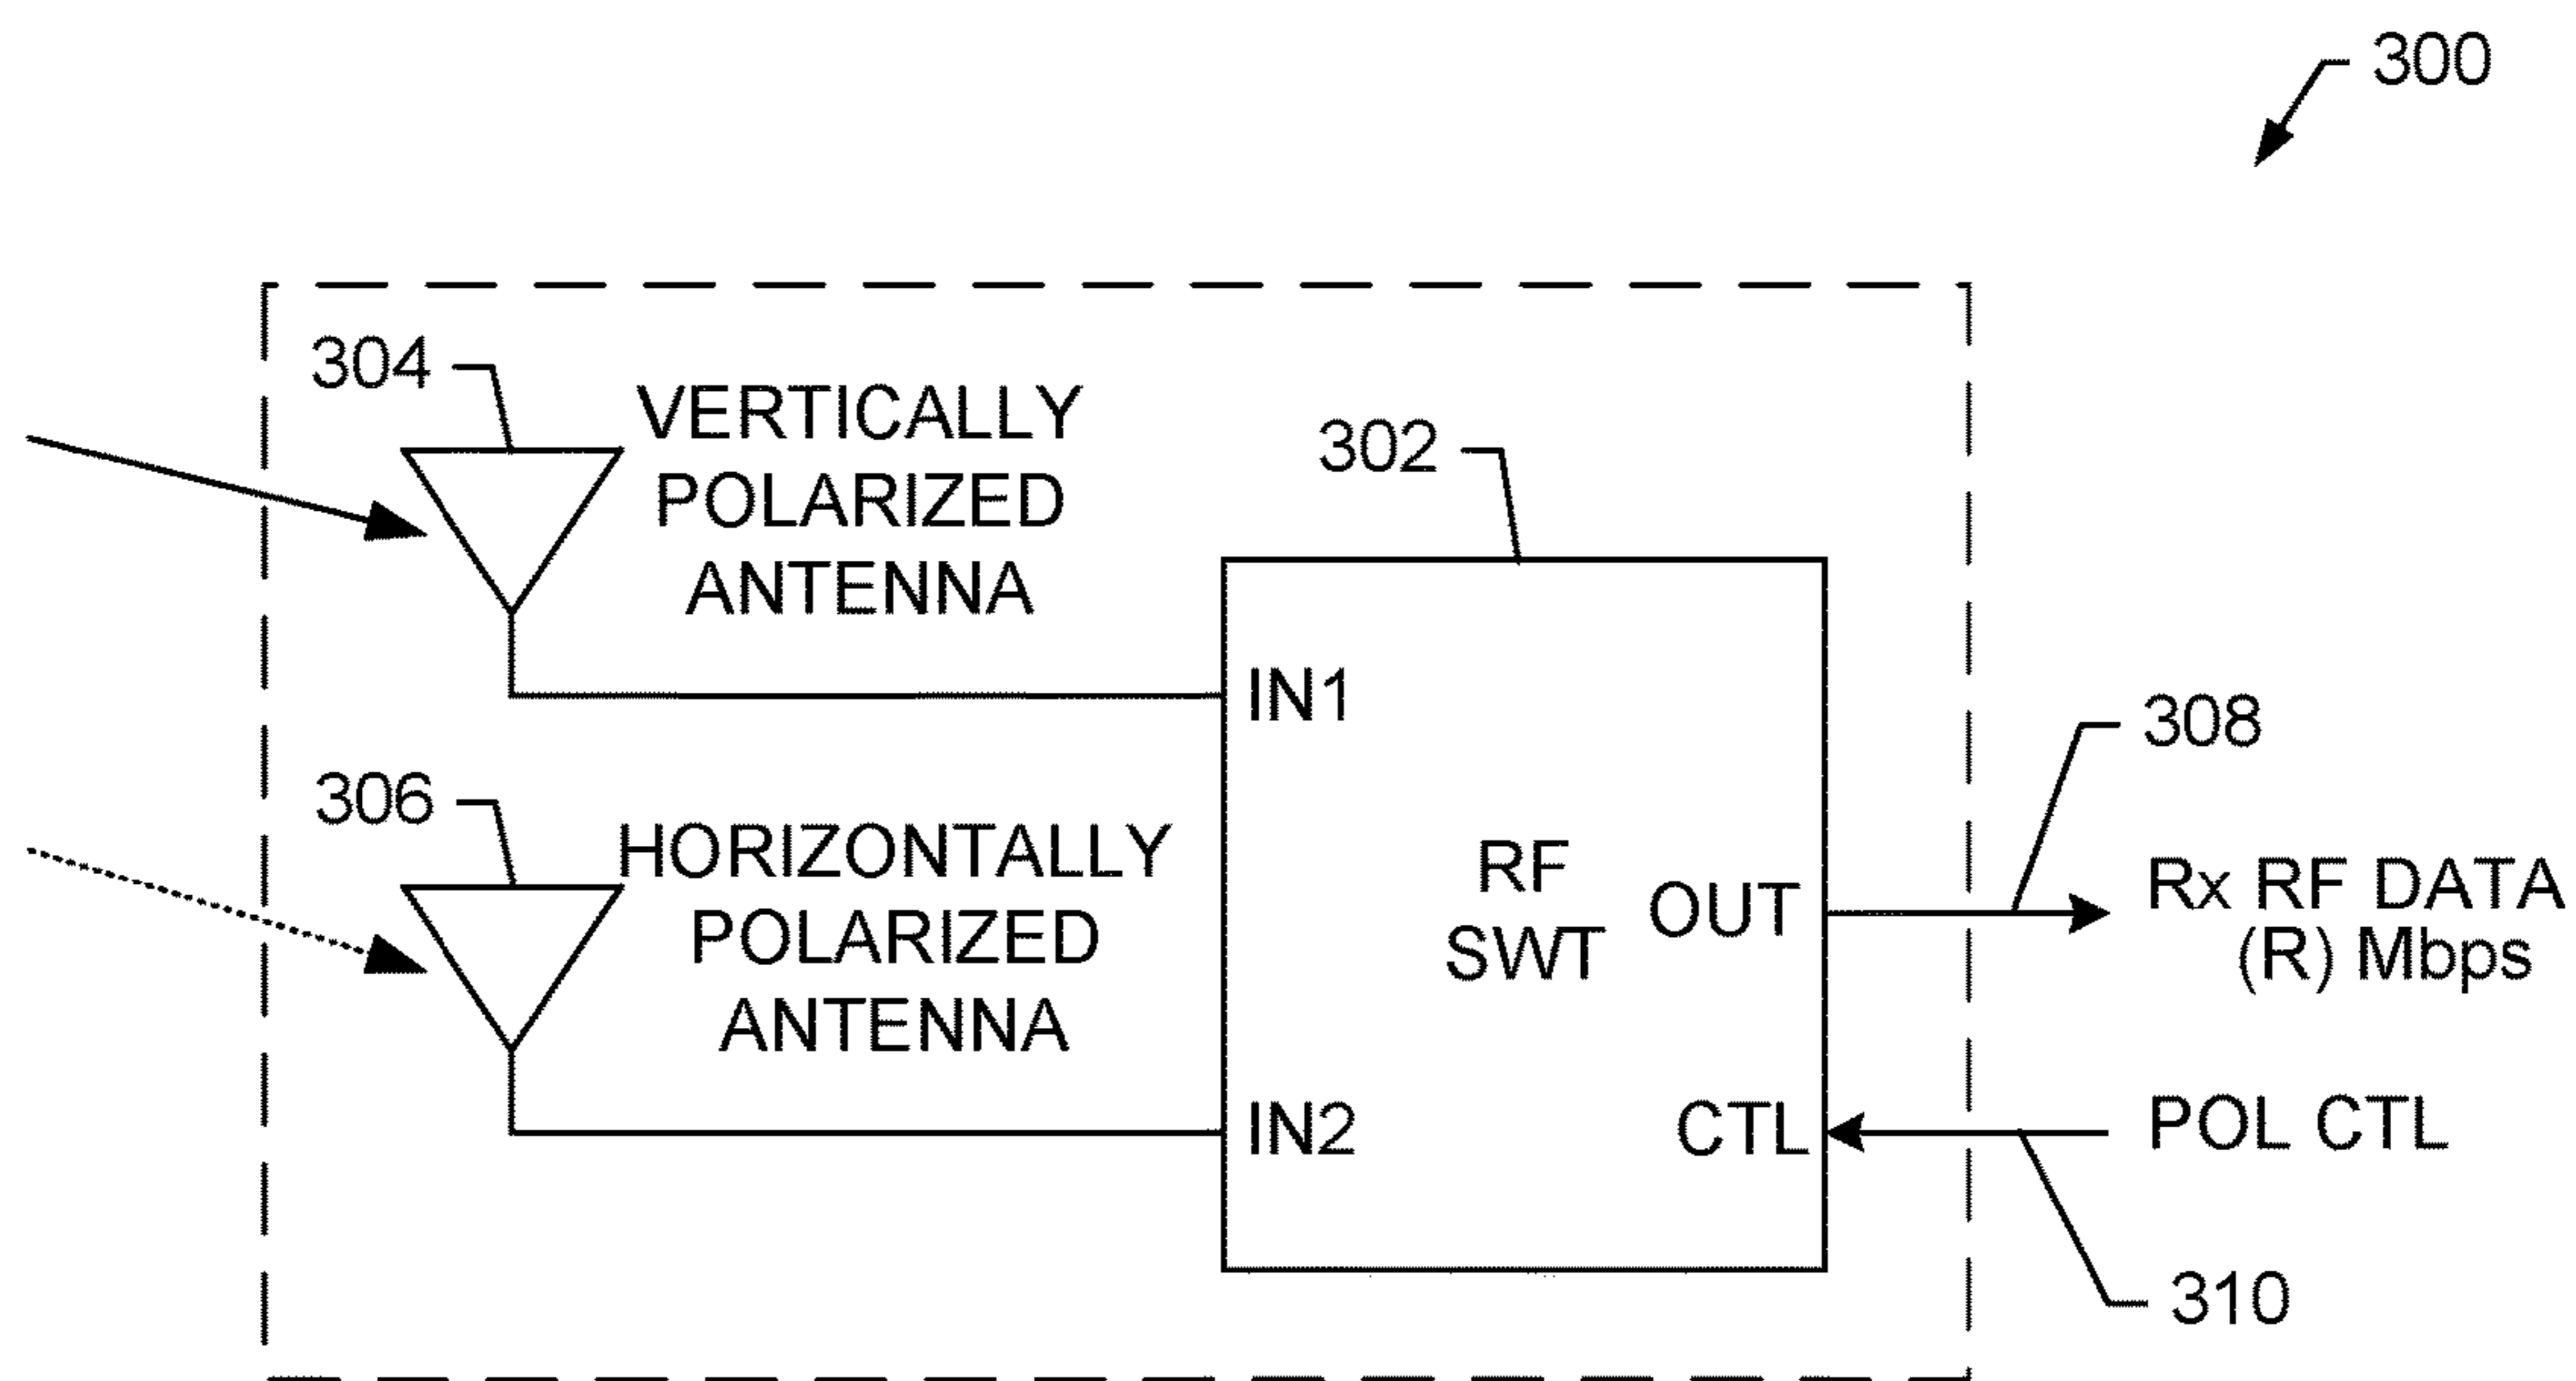 300
304
VERTICALLY
POLARIZED
ANTENNA
302
IN1
308
306
HORIZONTALLY
POLARIZED
ANTENNA
RF
SWT
OUT
Rx RF DATA
(R) Mbps
IN2
CTL
POL CTL
310